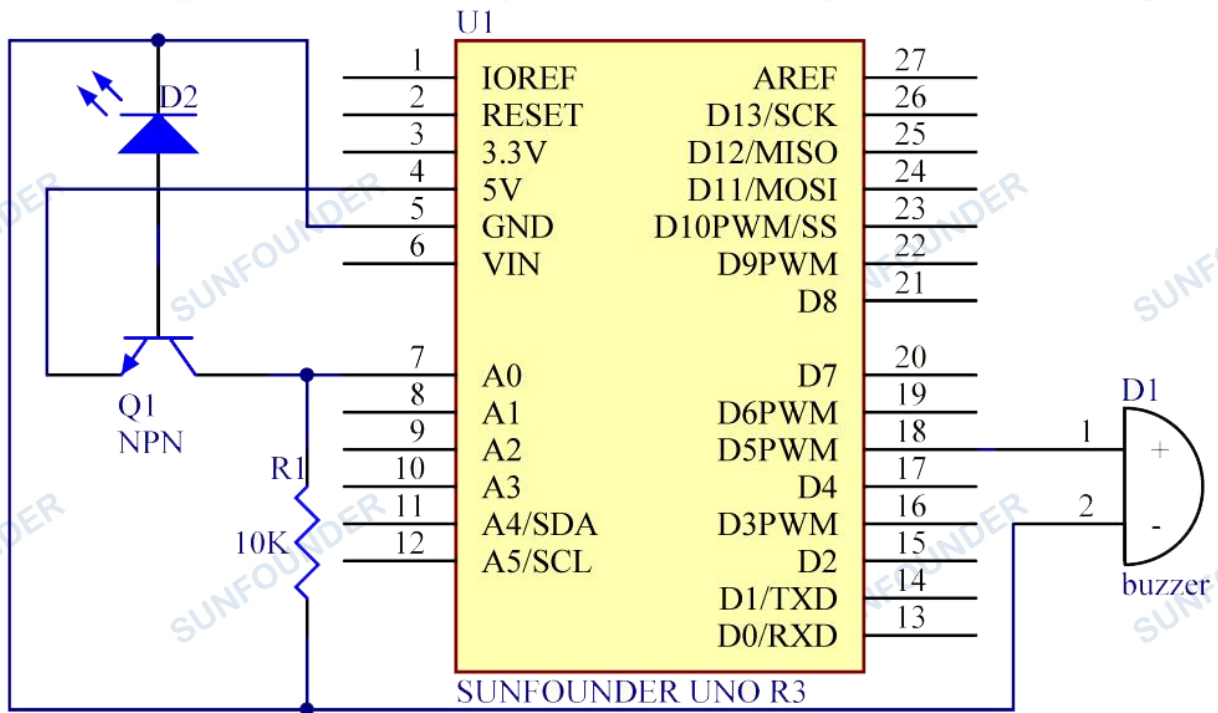 U1
1 IOREF
2 RESET
3 3.3V
4 5V
5 GND
6 VIN
7 A0
8 A1
9 A2
10 A3
11 A4/SDA
12 A5/SCL
AREF 27
D13/SCK 26
D12/MISO 25
D11/MOSI 24
D10PWM/SS 23
D9PWM 22
D8 21
D7 20
D6PWM 19
D5PWM 18
D4 17
D3PWM 16
D2 15
D1/TXD 14
D0/RXD 13
SUNFOUNDER UNO R3
D2
Q1
NPN
R1
10K
D1
1 +
2 -
buzzer
SUNFOUNDER
SUNFOUNDER